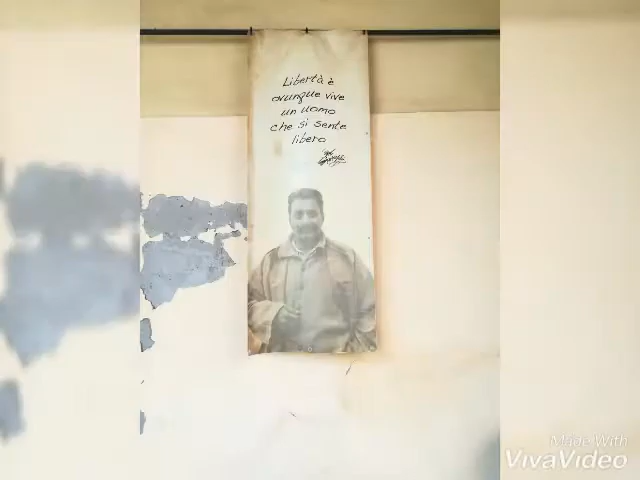 Libertà è
ovunque vive
un uomo
che si sente
libero
Made With
VivaVideo